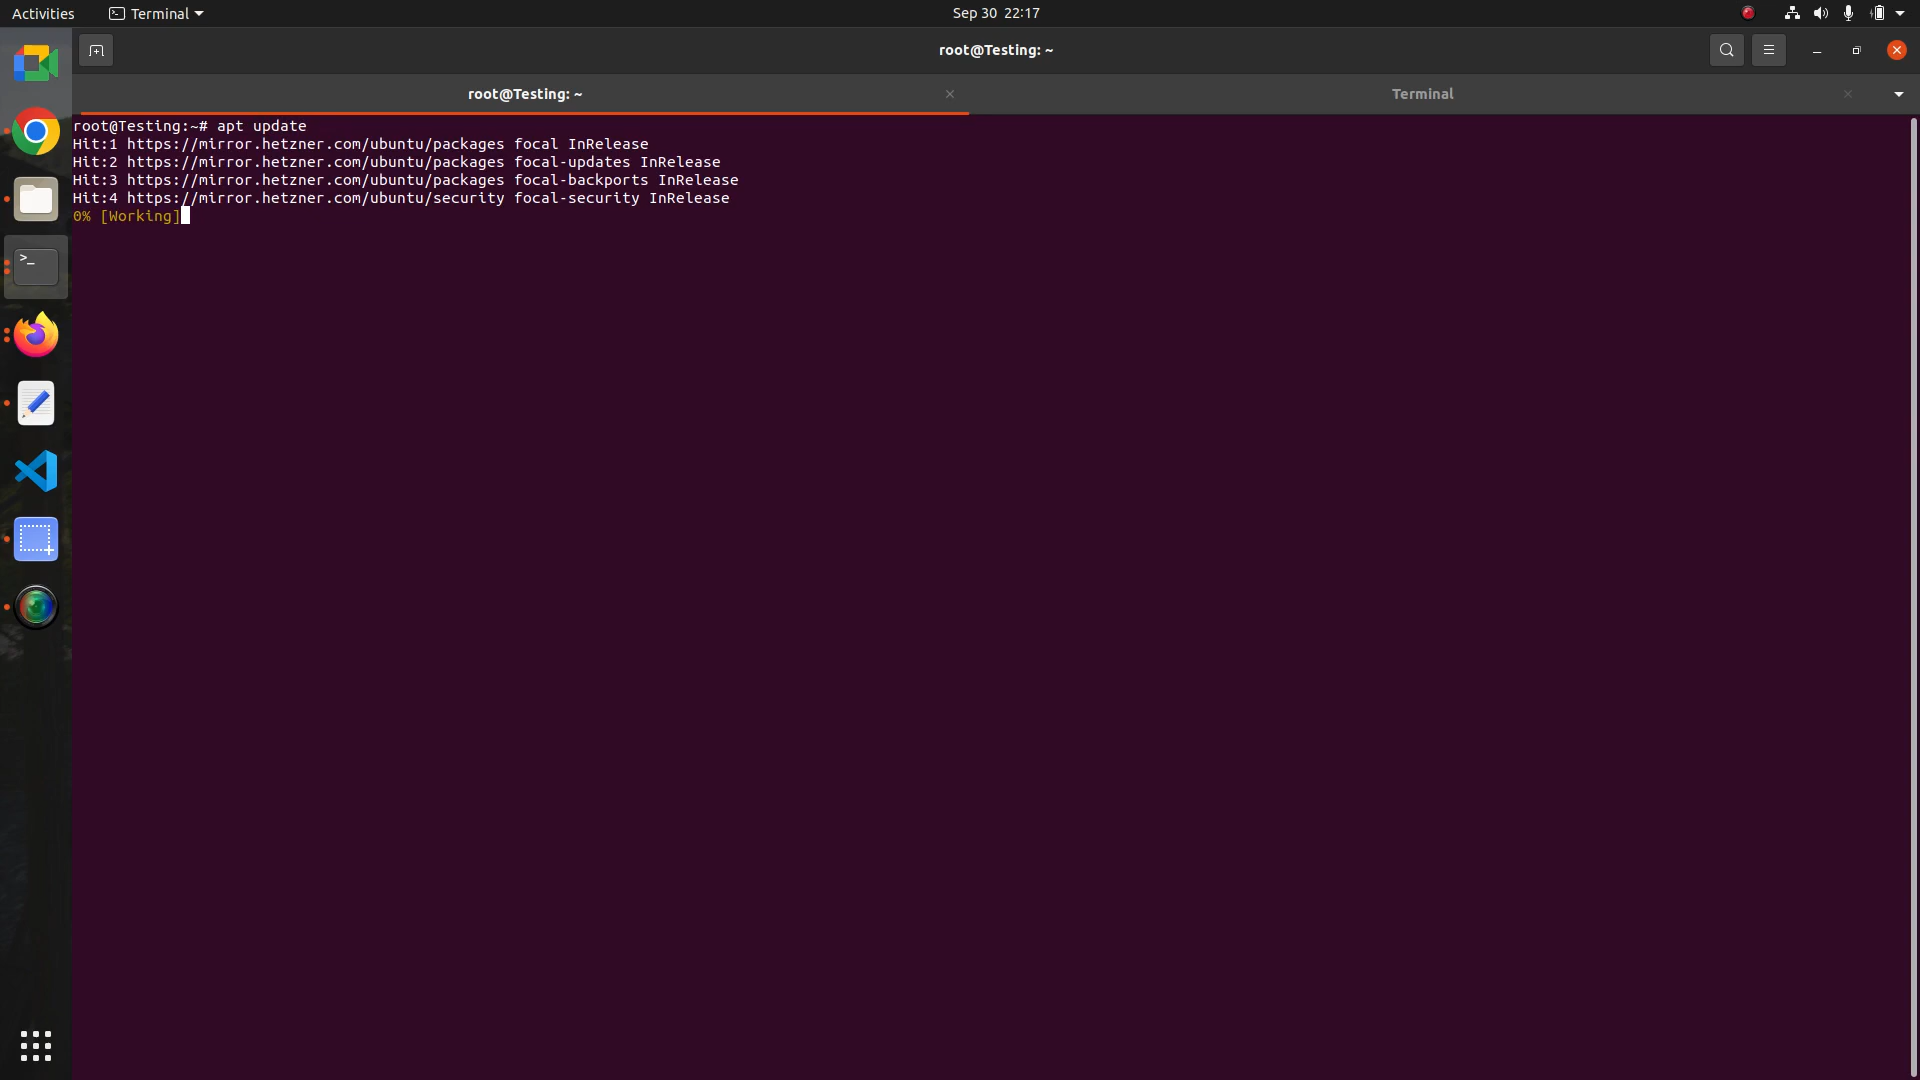 Activities
Terminal
Sep 30 22:17
root@Testing: ~
root@Testing: ~
Terminal
root@Testing:~# apt update
Hit:1 https://mirror.hetzner.com/ubuntu/packages focal InRelease
Hit:2 https://mirror.hetzner.com/ubuntu/packages focal-updates InRelease
Hit:3 https://mirror.hetzner.com/ubuntu/packages focal-backports InRelease
Hit:4 https://mirror.hetzner.com/ubuntu/security focal-security InRelease
0% [Working]